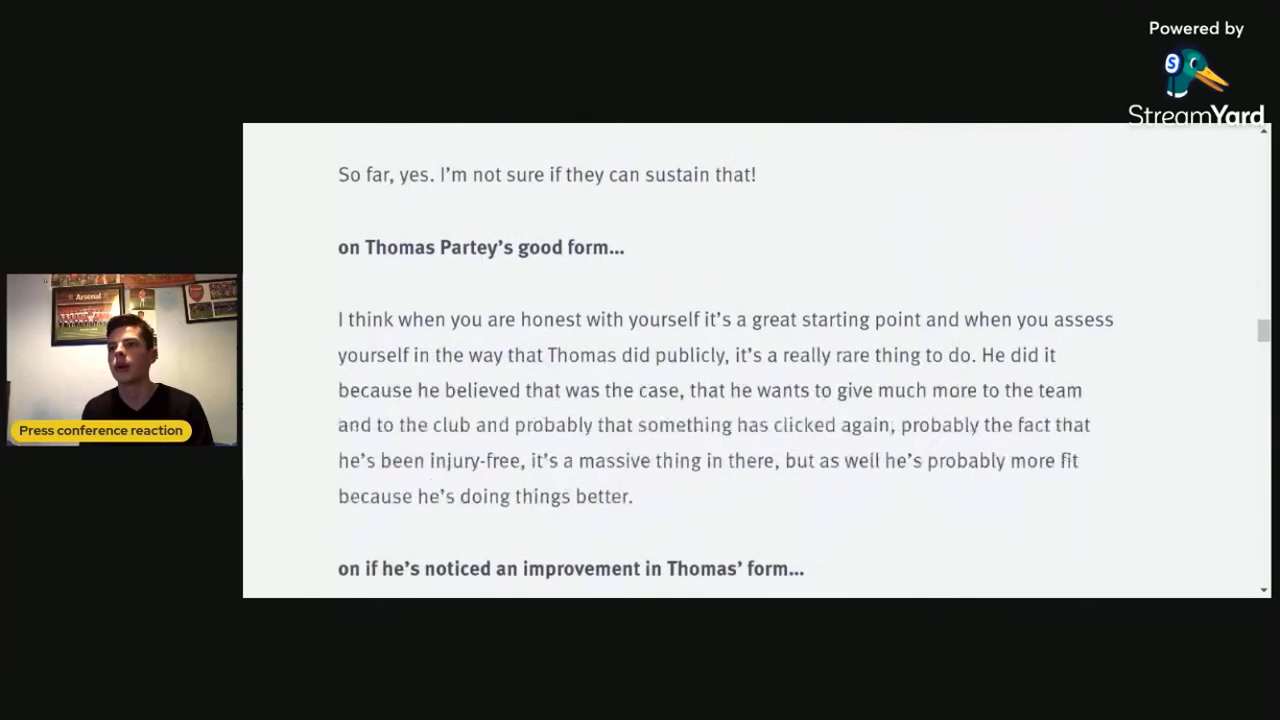 Powered by
S
StreamYard
So far, yes. I'm not sure if they can sustain that!
on Thomas Partey's good form...
I think when you are honest with yourself it's a great starting point and when you assess
yourself in the way that Thomas did publicly, it's a really rare thing to do. He did it
because he believed that was the case, that he wants to give much more to the team
and to the club and probably that something has clicked again, probably the fact that
he's been injury-free, it's a massive thing in there, but as well he's probably more fit
because he's doing things better.
on if he's noticed an improvement in Thomas' form...
Arsenal
Press conference reaction